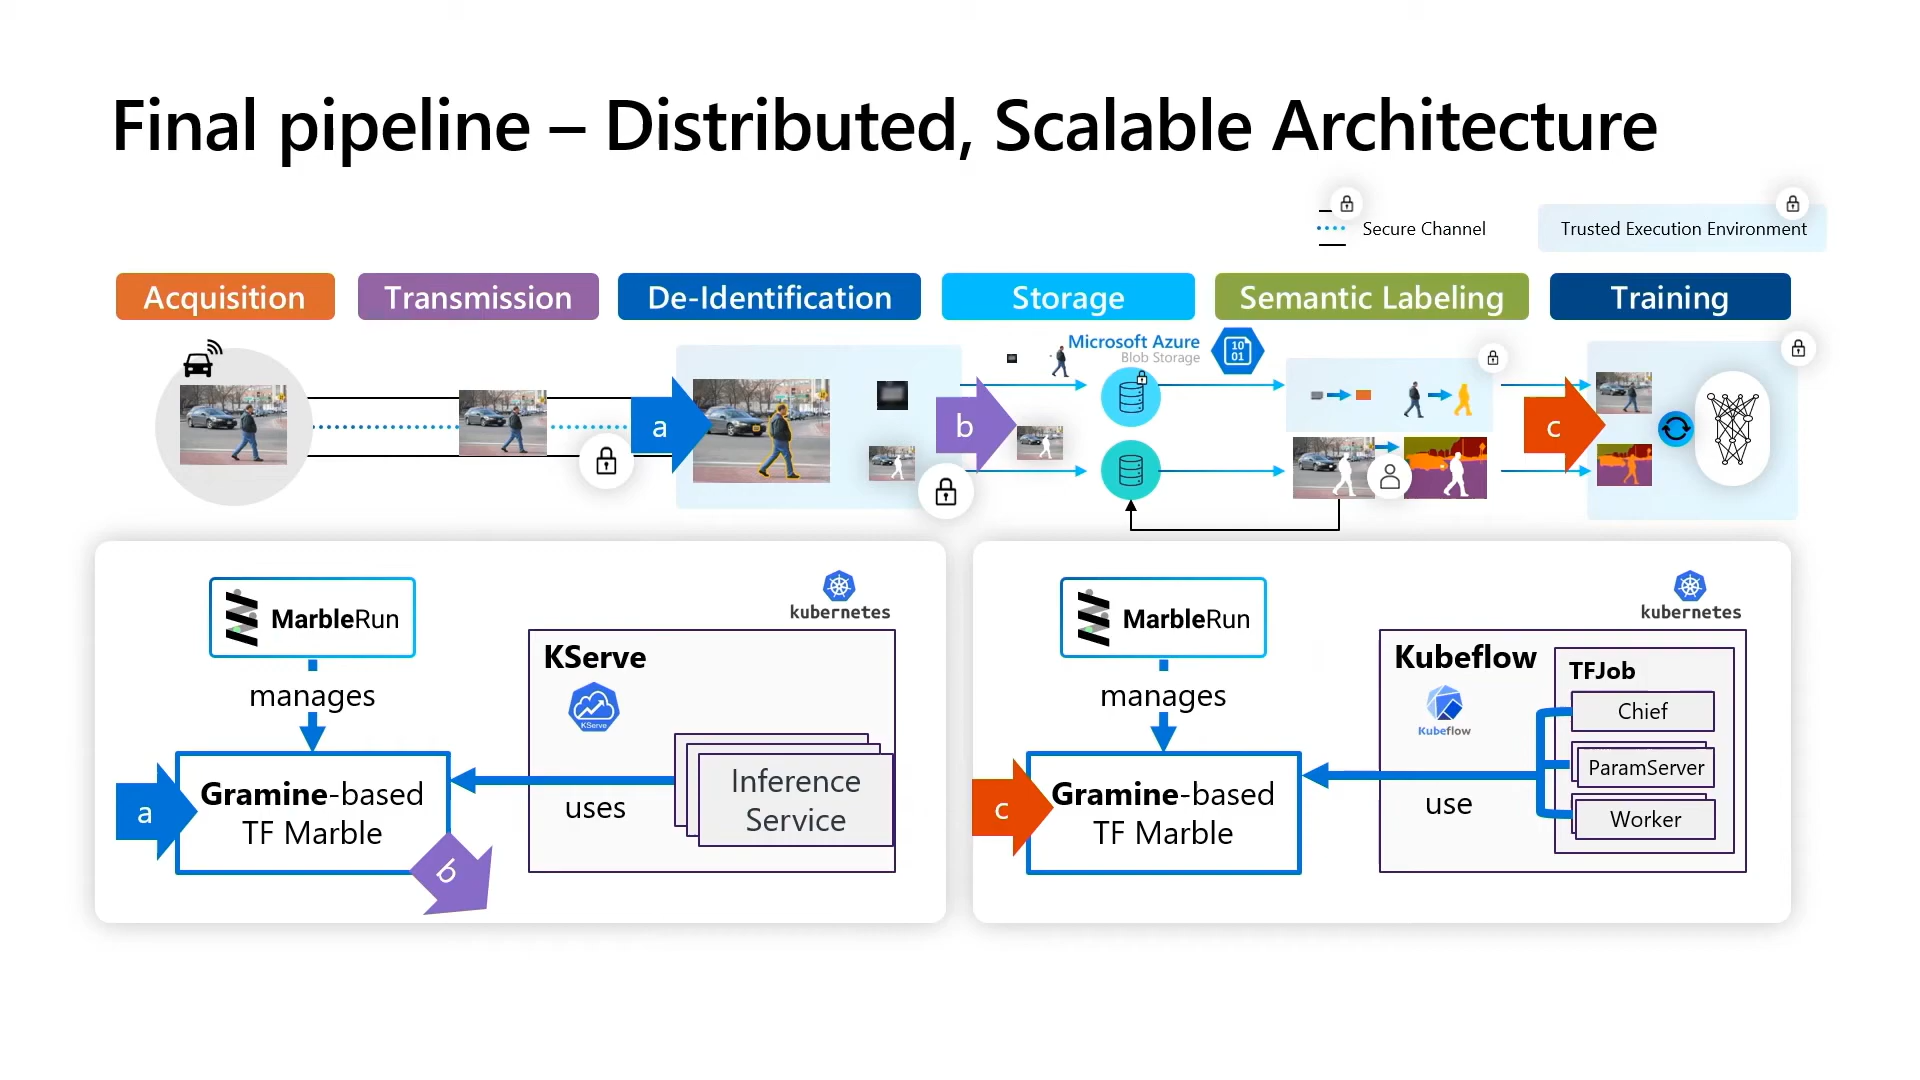 Final pipeline – Distributed, Scalable Architecture
Secure Channel
Trusted Execution Environment
Acquisition
Transmission
De-Identification
Storage
Semantic Labeling
Training
Microsoft Azure
Blob Storage
10
01
a
b
c
MarbleRun
manages
Gramine-based
TF Marble
a
b
uses
kubernetes
KServe
KServe
Inference
Service
MarbleRun
manages
Gramine-based
TF Marble
c
use
kubernetes
Kubeflow
Kubeflow
TFJob
Chief
ParamServer
Worker